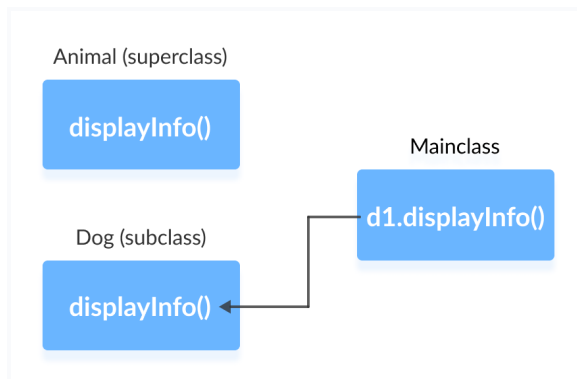 Animal (superclass)
displayInfo()
Mainclass
d1.displayInfo()
Dog (subclass)
displayInfo()